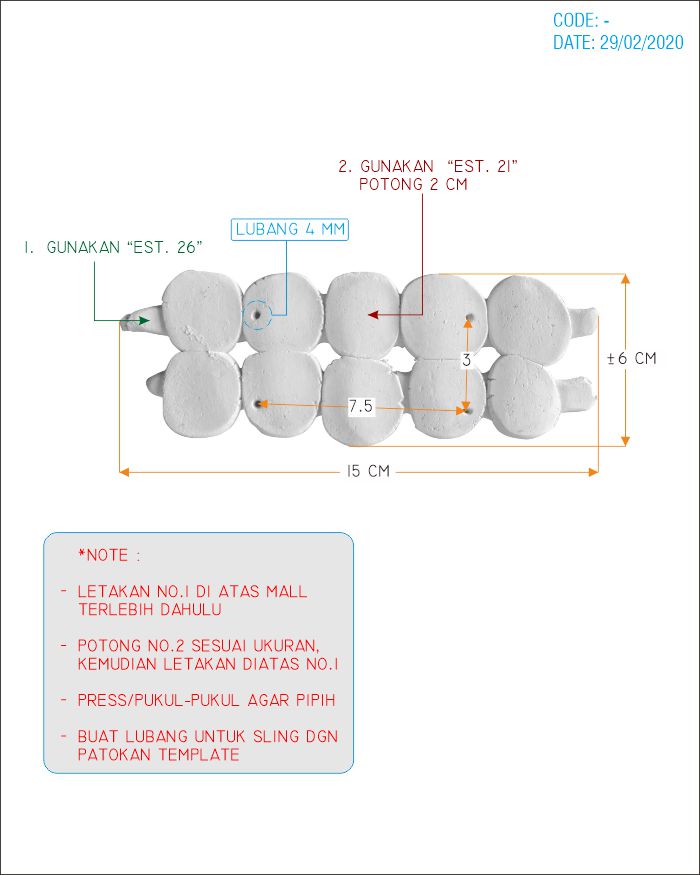 CODE: -
DATE: 29/02/2020
2. GUNAKAN “EST. 21”
POTONG 2 CM
LUBANG 4 MM
1. GUNAKAN “EST. 26”
3
±6 CM
7.5
15 CM
*NOTE :
- LETAKAN NO.1 DI ATAS MALL
TERLEBIH DAHULU
- POTONG NO.2 SESUAI UKURAN,
KEMUDIAN LETAKAN DIATAS NO.1
- PRESS/PUKUL-PUKUL AGAR PIPIH
- BUAT LUBANG UNTUK SLING DGN
PATOKAN TEMPLATE